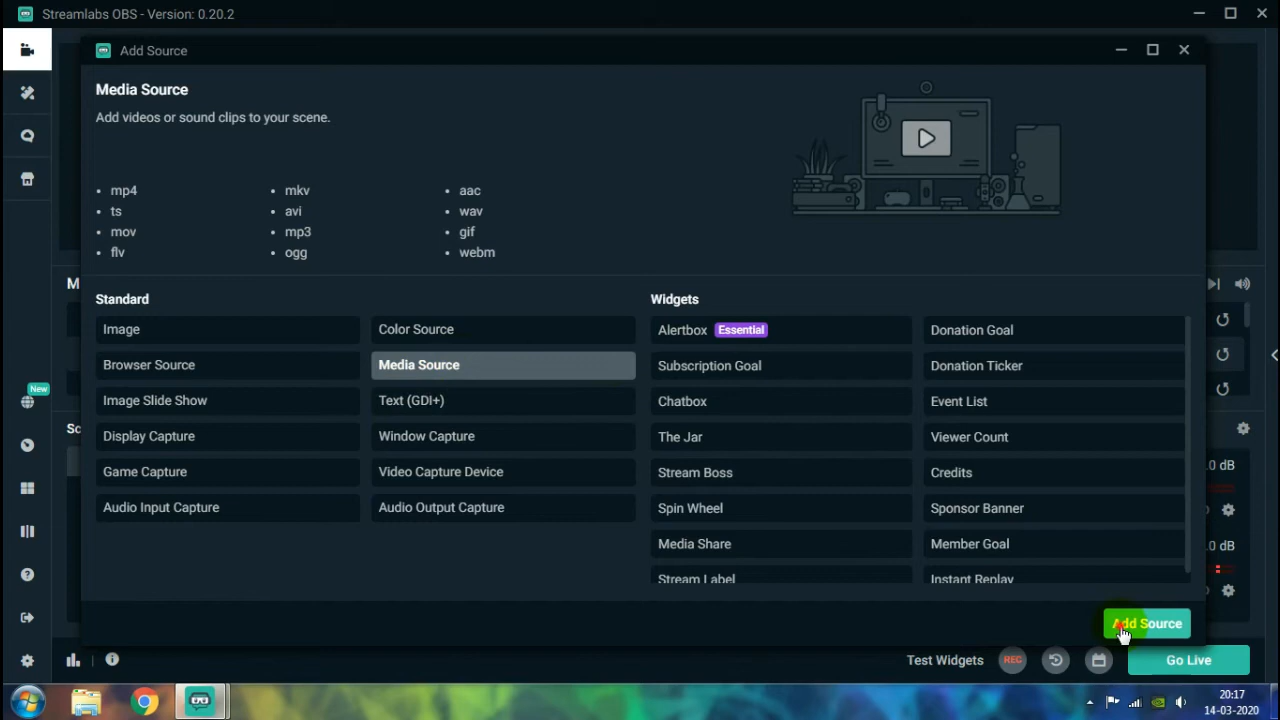 Streamlabs OBS - Version: 0.20.2
Add Source
Media Source
Add videos or sound clips to your scene.
mp4
mkv
aac
ts
avi
wav
mov
mp3
gif
flv
ogg
webm
M
Standard
Widgets
Image
Color Source
Alertbox Essential
Donation Goal
Browser Source
Media Source
Subscription Goal
Donation Ticker
New
Image Slide Show
Text (GDI+)
Chatbox
Event List
Sc
Display Capture
Window Capture
The Jar
Viewer Count
Game Capture
Video Capture Device
Stream Boss
Credits
.0 dB
Audio Input Capture
Audio Output Capture
Spin Wheel
Sponsor Banner
Media Share
Member Goal
.0 dB
Stream Label
Instant Replay
Add Source
Test Widgets
REC
Go Live
20:17
14-03-2020